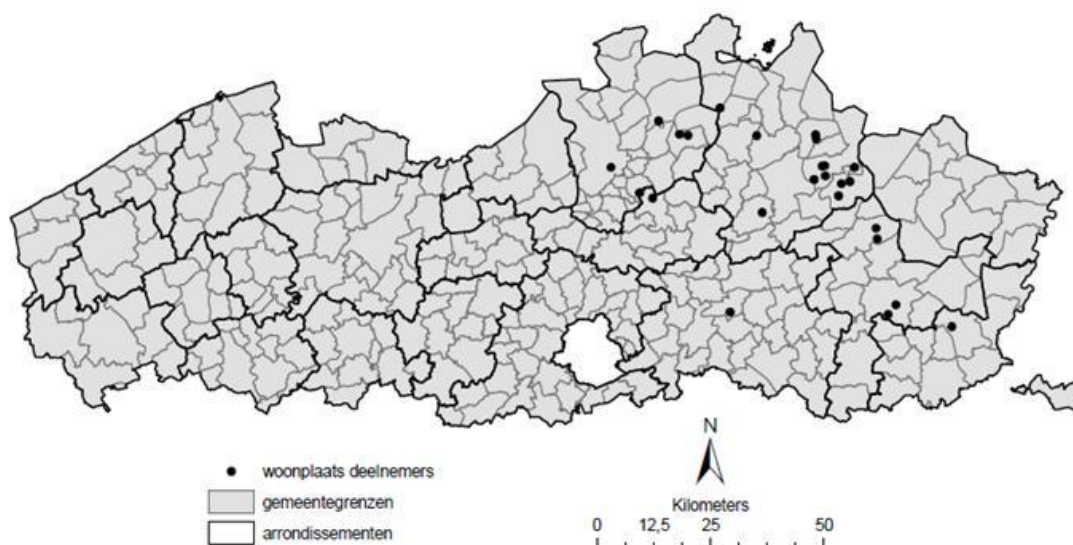 N
woonplaats deelnemers
gemeentegrenzen
arrondissementen
Kilometers
0 12,5 25 50